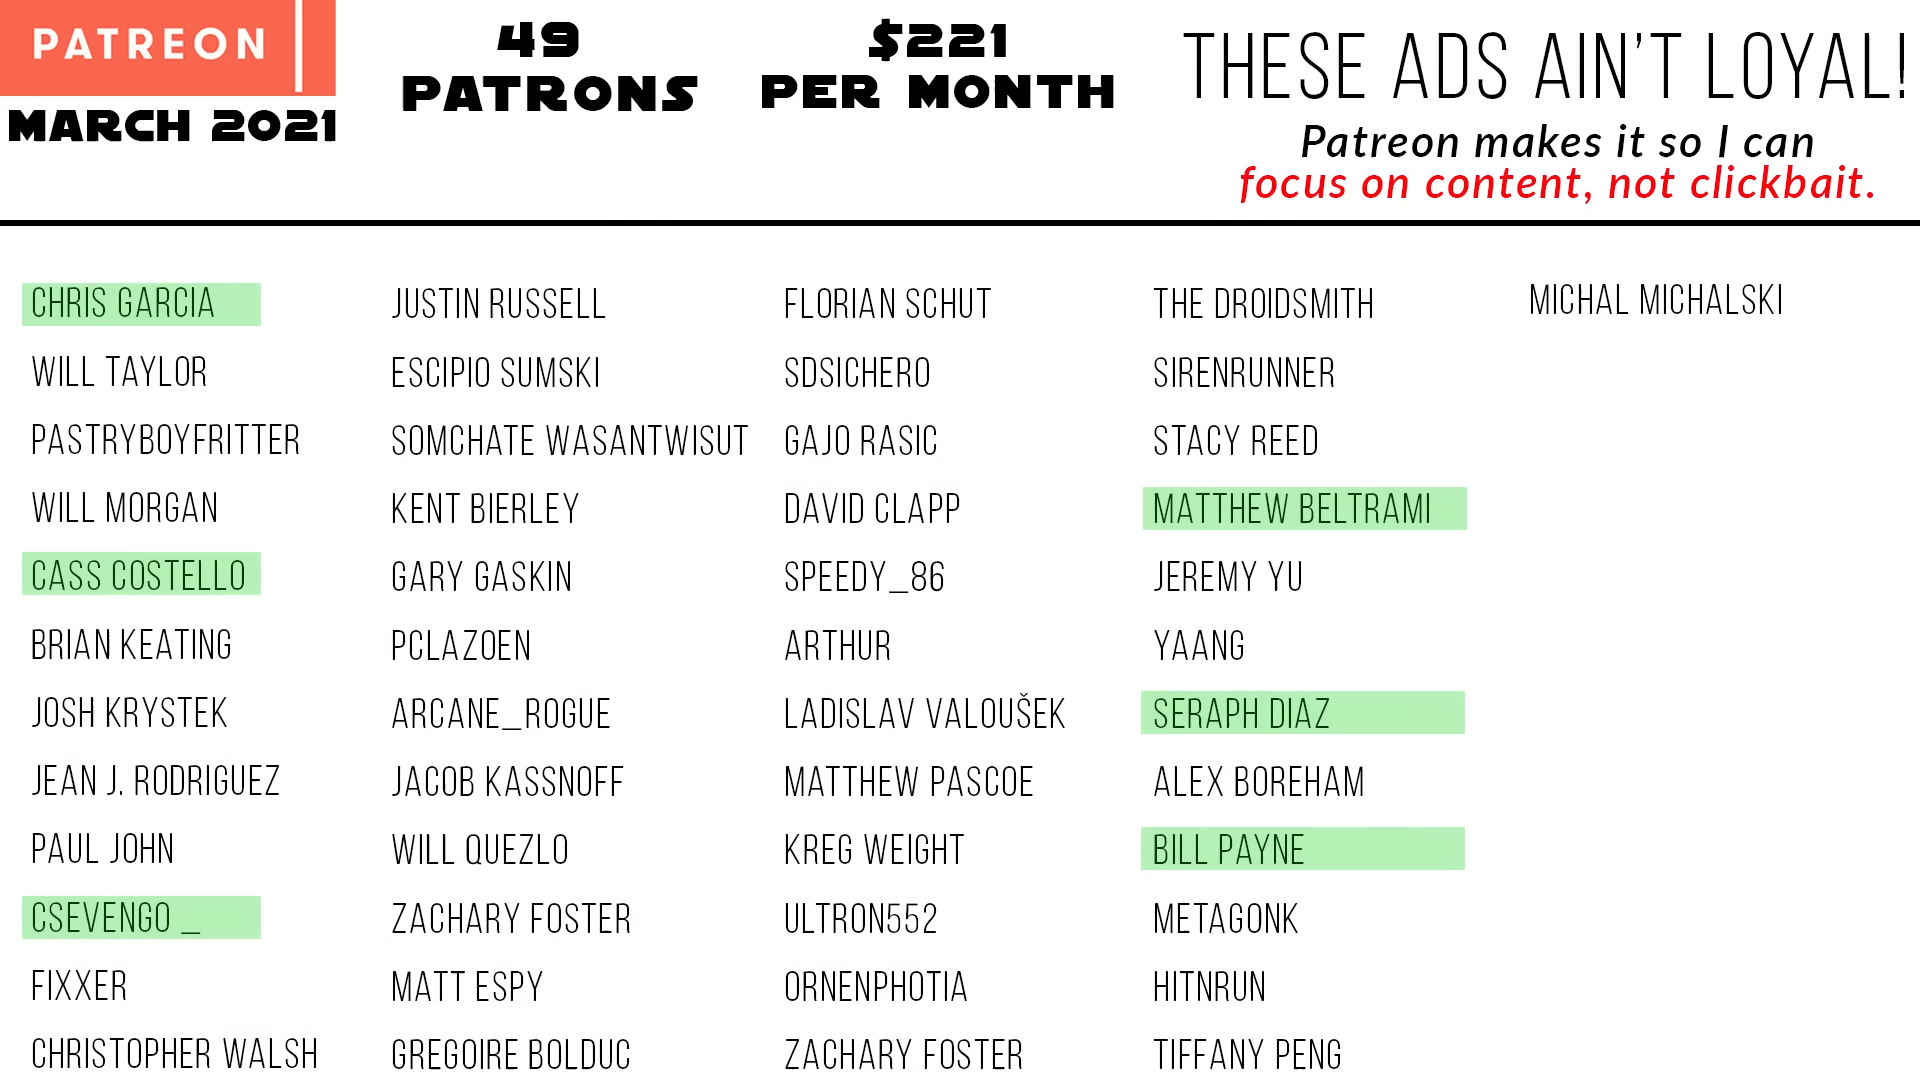 PATREON
MARCH 2021
49
PATRONS
$221
PER MONTH
THESE ADS AIN'T LOYAL!
Patreon makes it so I can
focus on content, not clickbait.
CHRIS GARCIA
WILL TAYLOR
PASTRYBOYFRITTER
WILL MORGAN
CASS COSTELLO
BRIAN KEATING
JOSH KRYSTEK
JEAN J. RODRIGUEZ
PAUL JOHN
CSEVENGO _
FIXXER
CHRISTOPHER WALSH
JUSTIN RUSSELL
ESCIPIO SUMSKI
SOMCHATE WASANTWISUT
KENT BIERLEY
GARY GASKIN
PCLAZOEN
ARCANE_ROGUE
JACOB KASSNOFF
WILL QUEZLO
ZACHARY FOSTER
MATT ESPY
GREGOIRE BOLDUC
FLORIAN SCHUT
SDSICHERO
GAJO RASIC
DAVID CLAPP
SPEEDY_86
ARTHUR
LADISLAV VALOUŠEK
MATTHEW PASCOE
KREG WEIGHT
ULTRON552
ORNENPHOTIA
ZACHARY FOSTER
THE DROIDSMITH
SIRENRUNNER
STACY REED
MATTHEW BELTRAMI
JEREMY YU
YAANG
SERAPH DIAZ
ALEX BOREHAM
BILL PAYNE
METAGONK
HITNRUN
TIFFANY PENG
MICHAL MICHALSKI